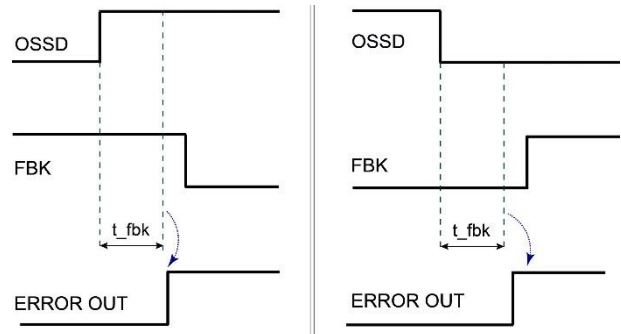 OSSD
FBK
t_fbk
ERROR OUT
OSSD
FBK
t_fbk
ERROR OUT